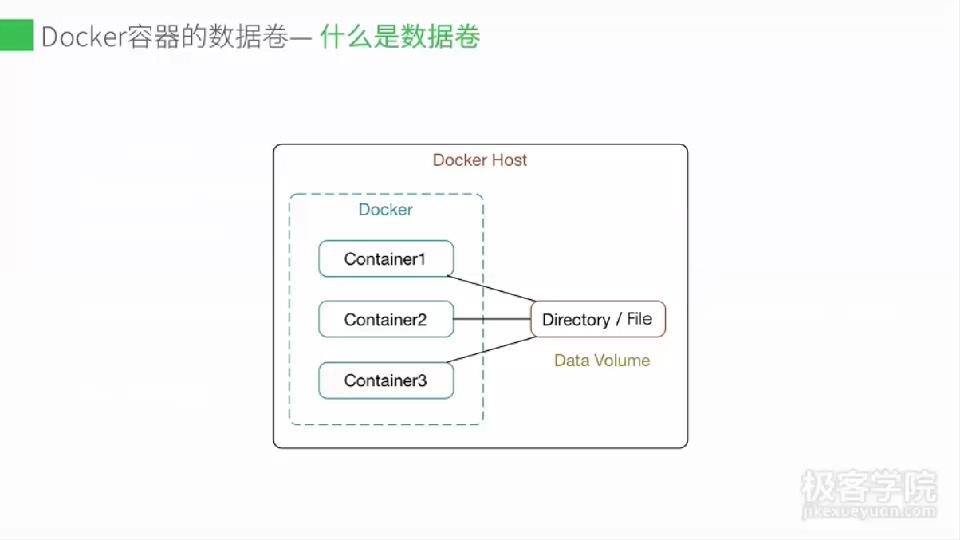 Docker容器的数据卷— 什么是数据卷
Docker Host
Docker
Container1
Container2
Directory / File
Data Volume
Container3
极客学院
jikexueyuan.com